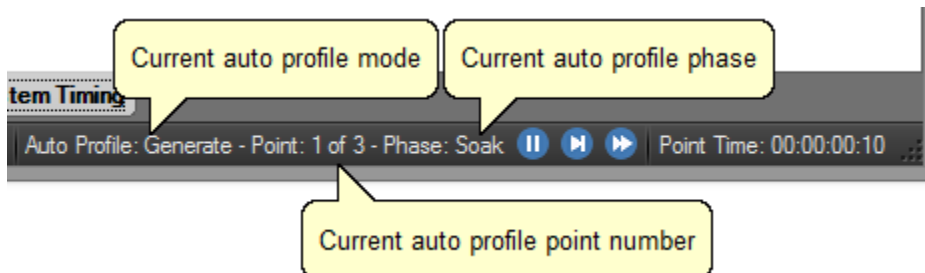 Current auto profile mode
Current auto profile phase
tem Timing
Auto Profile: Generate - Point: 1 of 3 - Phase: Soak
Point Time: 00:00:00:10
Current auto profile point number